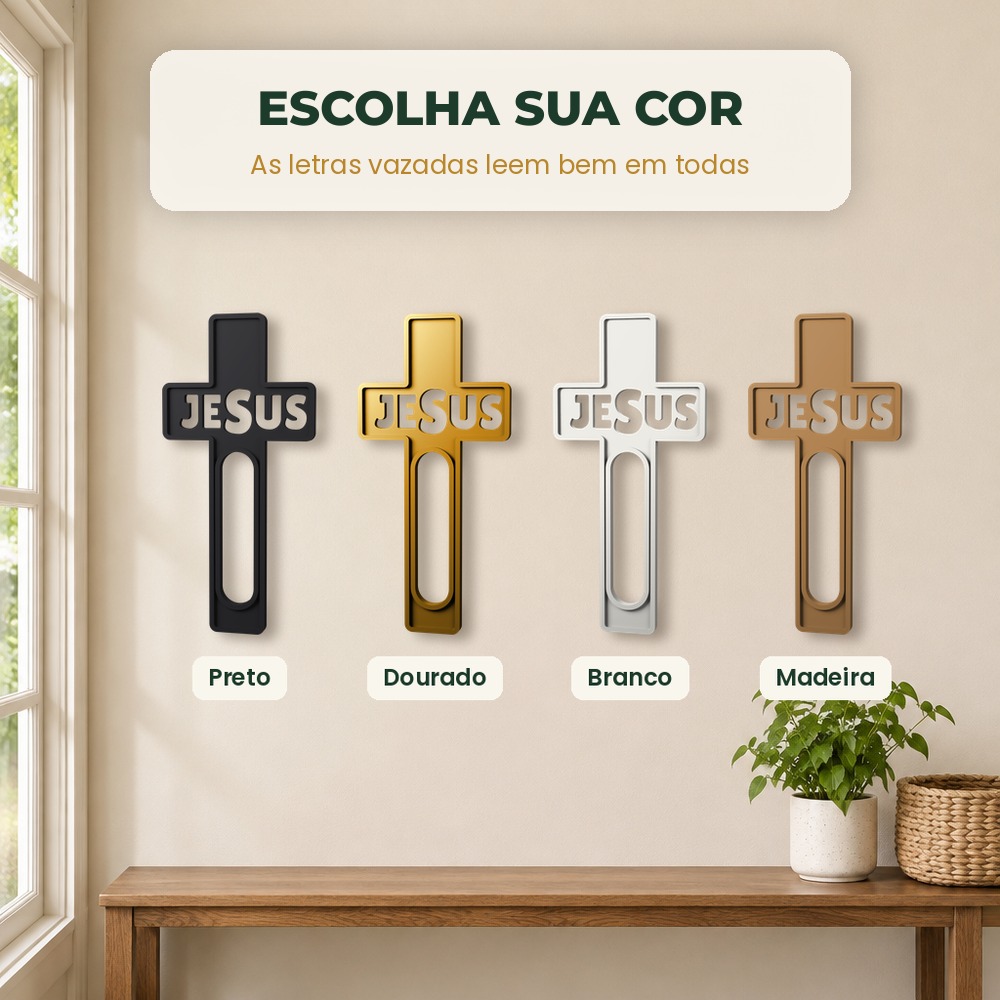 ESCOLHA SUA COR
As letras vazadas leem bem em todas
JESUS
JESUS
JESUS
JESUS
Preto
Dourado
Branco
Madeira